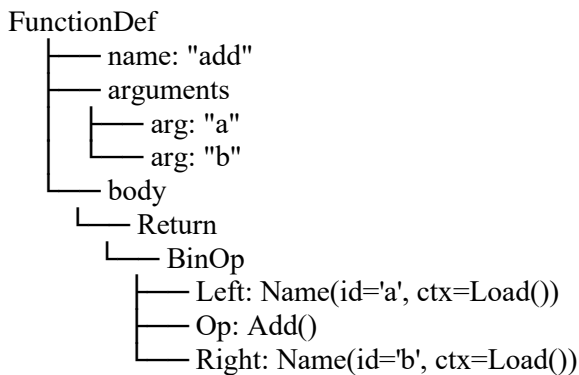 FunctionDef
name: "add"
arguments
arg: "a"
arg: "b"
body
Return
BinOp
Left: Name(id='a', ctx=Load())
Op: Add()
Right: Name(id='b', ctx=Load())